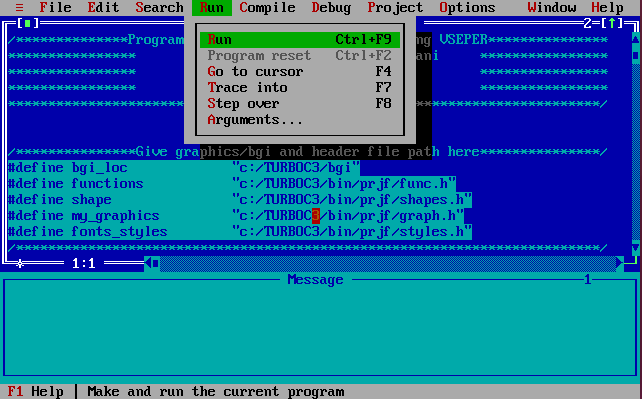 ≡ File Edit Search Run Compile Debug Project Options Window Help
[■] 2=[↑]
/***************Program ng VSEPER***************
**************** ani ****************
****************
****************
***********************/
Run Ctrl+F9
Program reset Ctrl+F2
Go to cursor F4
Trace into F7
Step over F8
Arguments...
/***************Give graphics/bgi and header file path here****************/
#define bgi_loc "c:/TURBOC3/bgi"
#define functions "c:/TURBOC3/bin/prjf/func.h"
#define shape "c:/TURBOC3/bin/prjf/shapes.h"
#define my_graphics "c:/TURBOC3/bin/prjf/graph.h"
#define fonts_styles "c:/TURBOC3/bin/prjf/styles.h"
/**************************************************************************/
1:1
Message 1
F1 Help | Make and run the current program